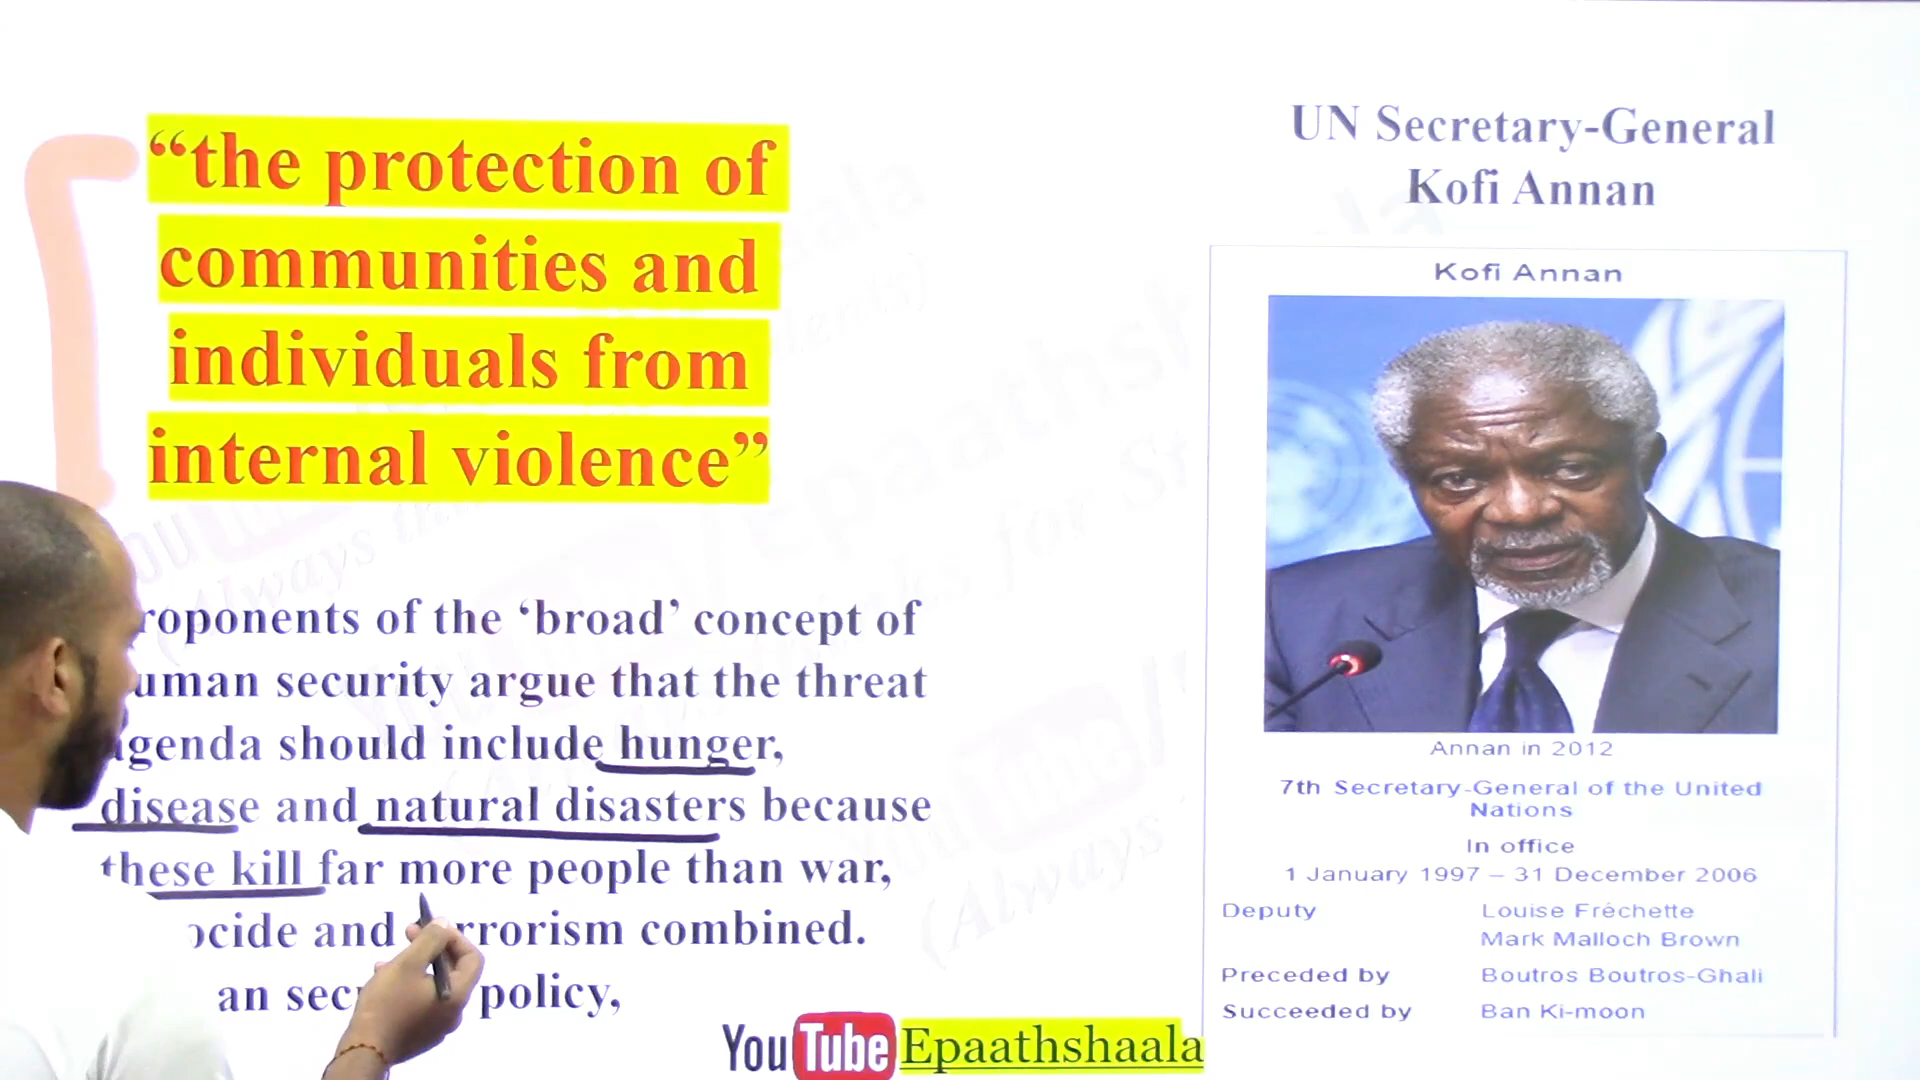 “the protection of
communities and
individuals from
internal violence”
roponents of the ‘broad’ concept of
uman security argue that the threat
genda should include hunger,
disease and natural disasters because
these kill far more people than war,
ocide and rrorism combined.
an sec policy,
YouTube Epaathshaala
UN Secretary-General
Kofi Annan
Kofi Annan
Annan in 2012
7th Secretary-General of the United
Nations
In office
1 January 1997 – 31 December 2006
Deputy Louise Fréchette
Mark Malloch Brown
Preceded by Boutros Boutros-Ghali
Succeeded by Ban Ki-moon